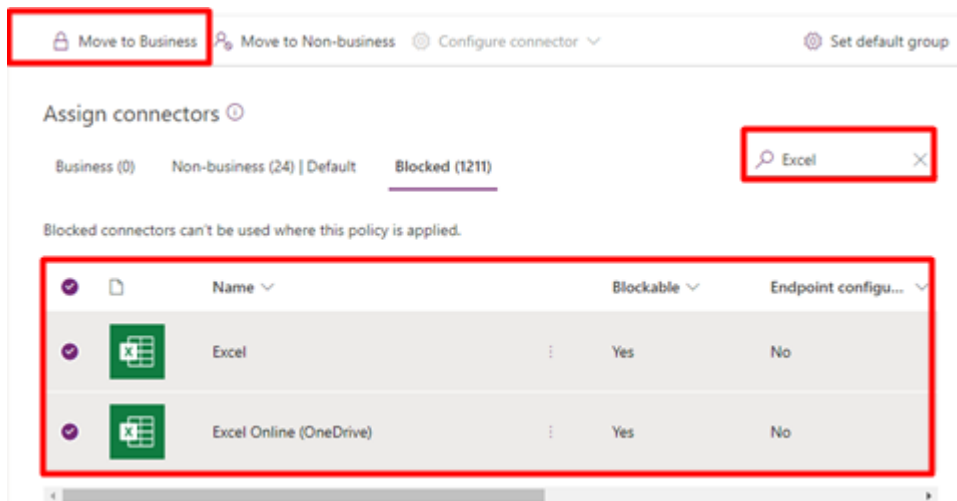 Move to Business Move to Non-business Configure connector Set default group
Assign connectors
Business (0) Non-business (24) | Default Blocked (1211) Excel
Blocked connectors can't be used where this policy is applied.
Name Blockable Endpoint configu...
Excel Yes No
Excel Online (OneDrive) Yes No